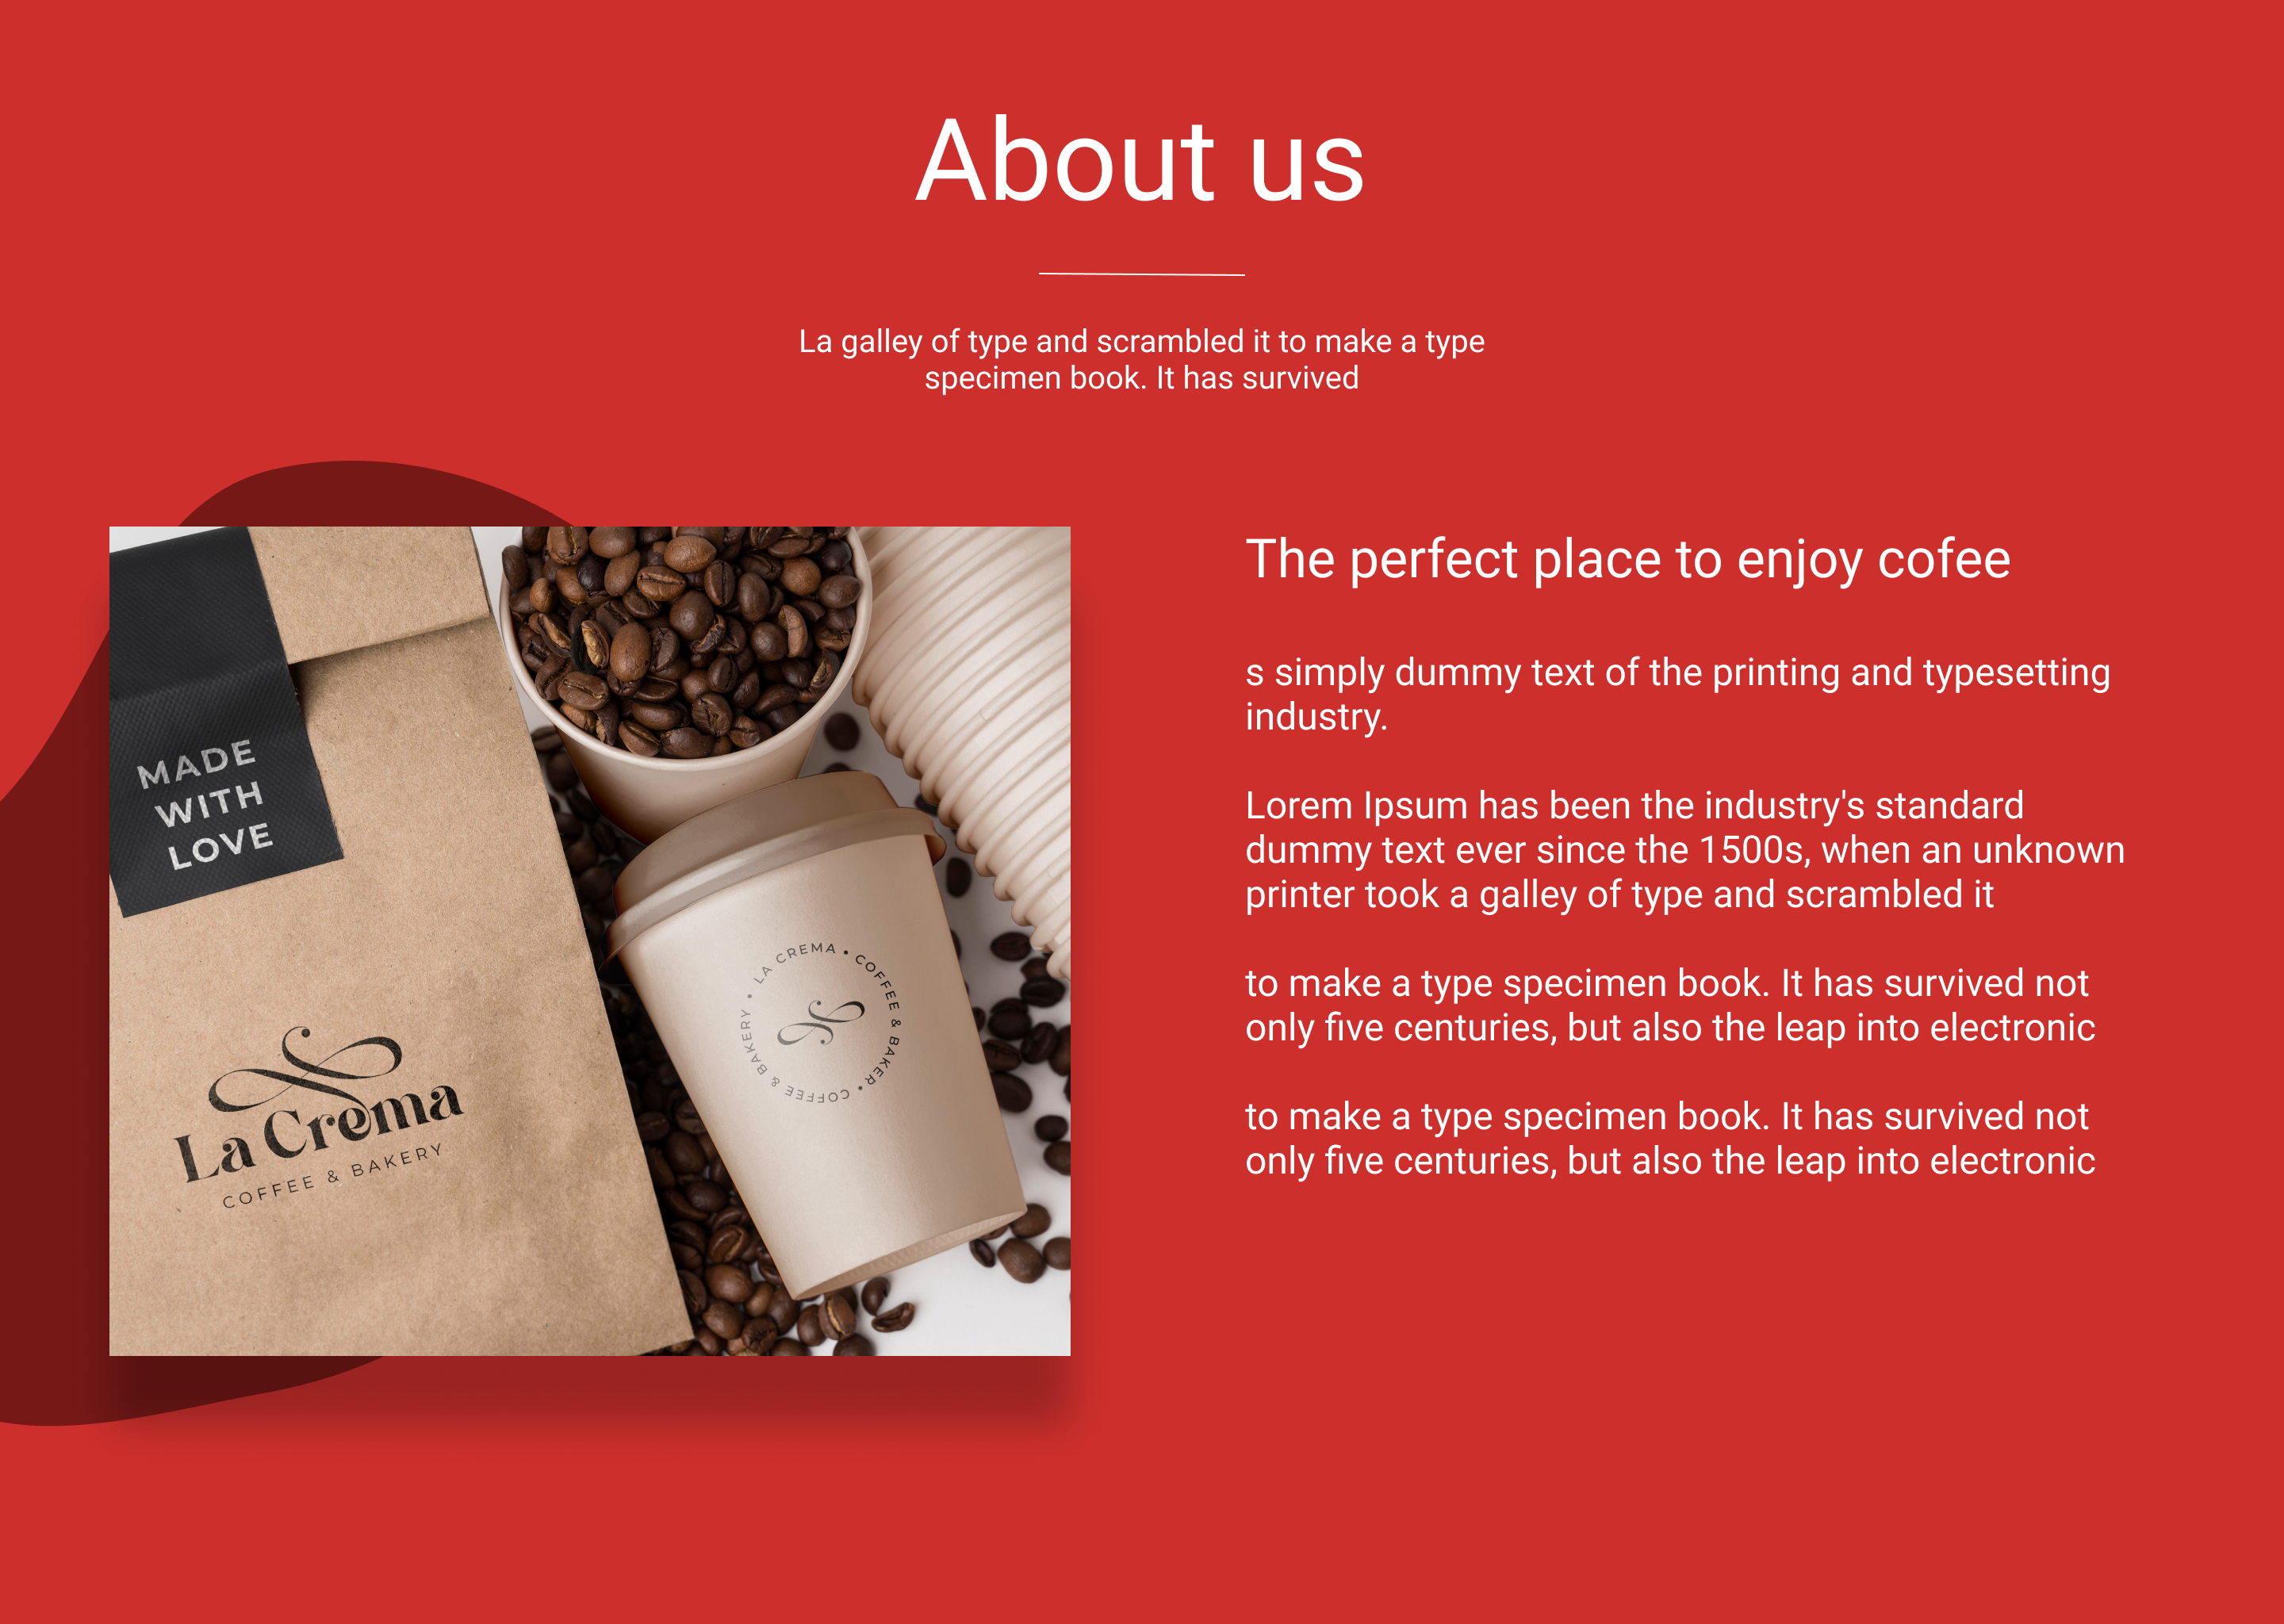 About us
La galley of type and scrambled it to make a type
specimen book. It has survived
MADE
WITH
LOVE
La Crema
COFFEE & BAKERY
LA CREMA • COFFEE & BAKER • COFFEE & BAKERY •
The perfect place to enjoy cofee
s simply dummy text of the printing and typesetting
industry.
Lorem Ipsum has been the industry's standard
dummy text ever since the 1500s, when an unknown
printer took a galley of type and scrambled it
to make a type specimen book. It has survived not
only five centuries, but also the leap into electronic
to make a type specimen book. It has survived not
only five centuries, but also the leap into electronic